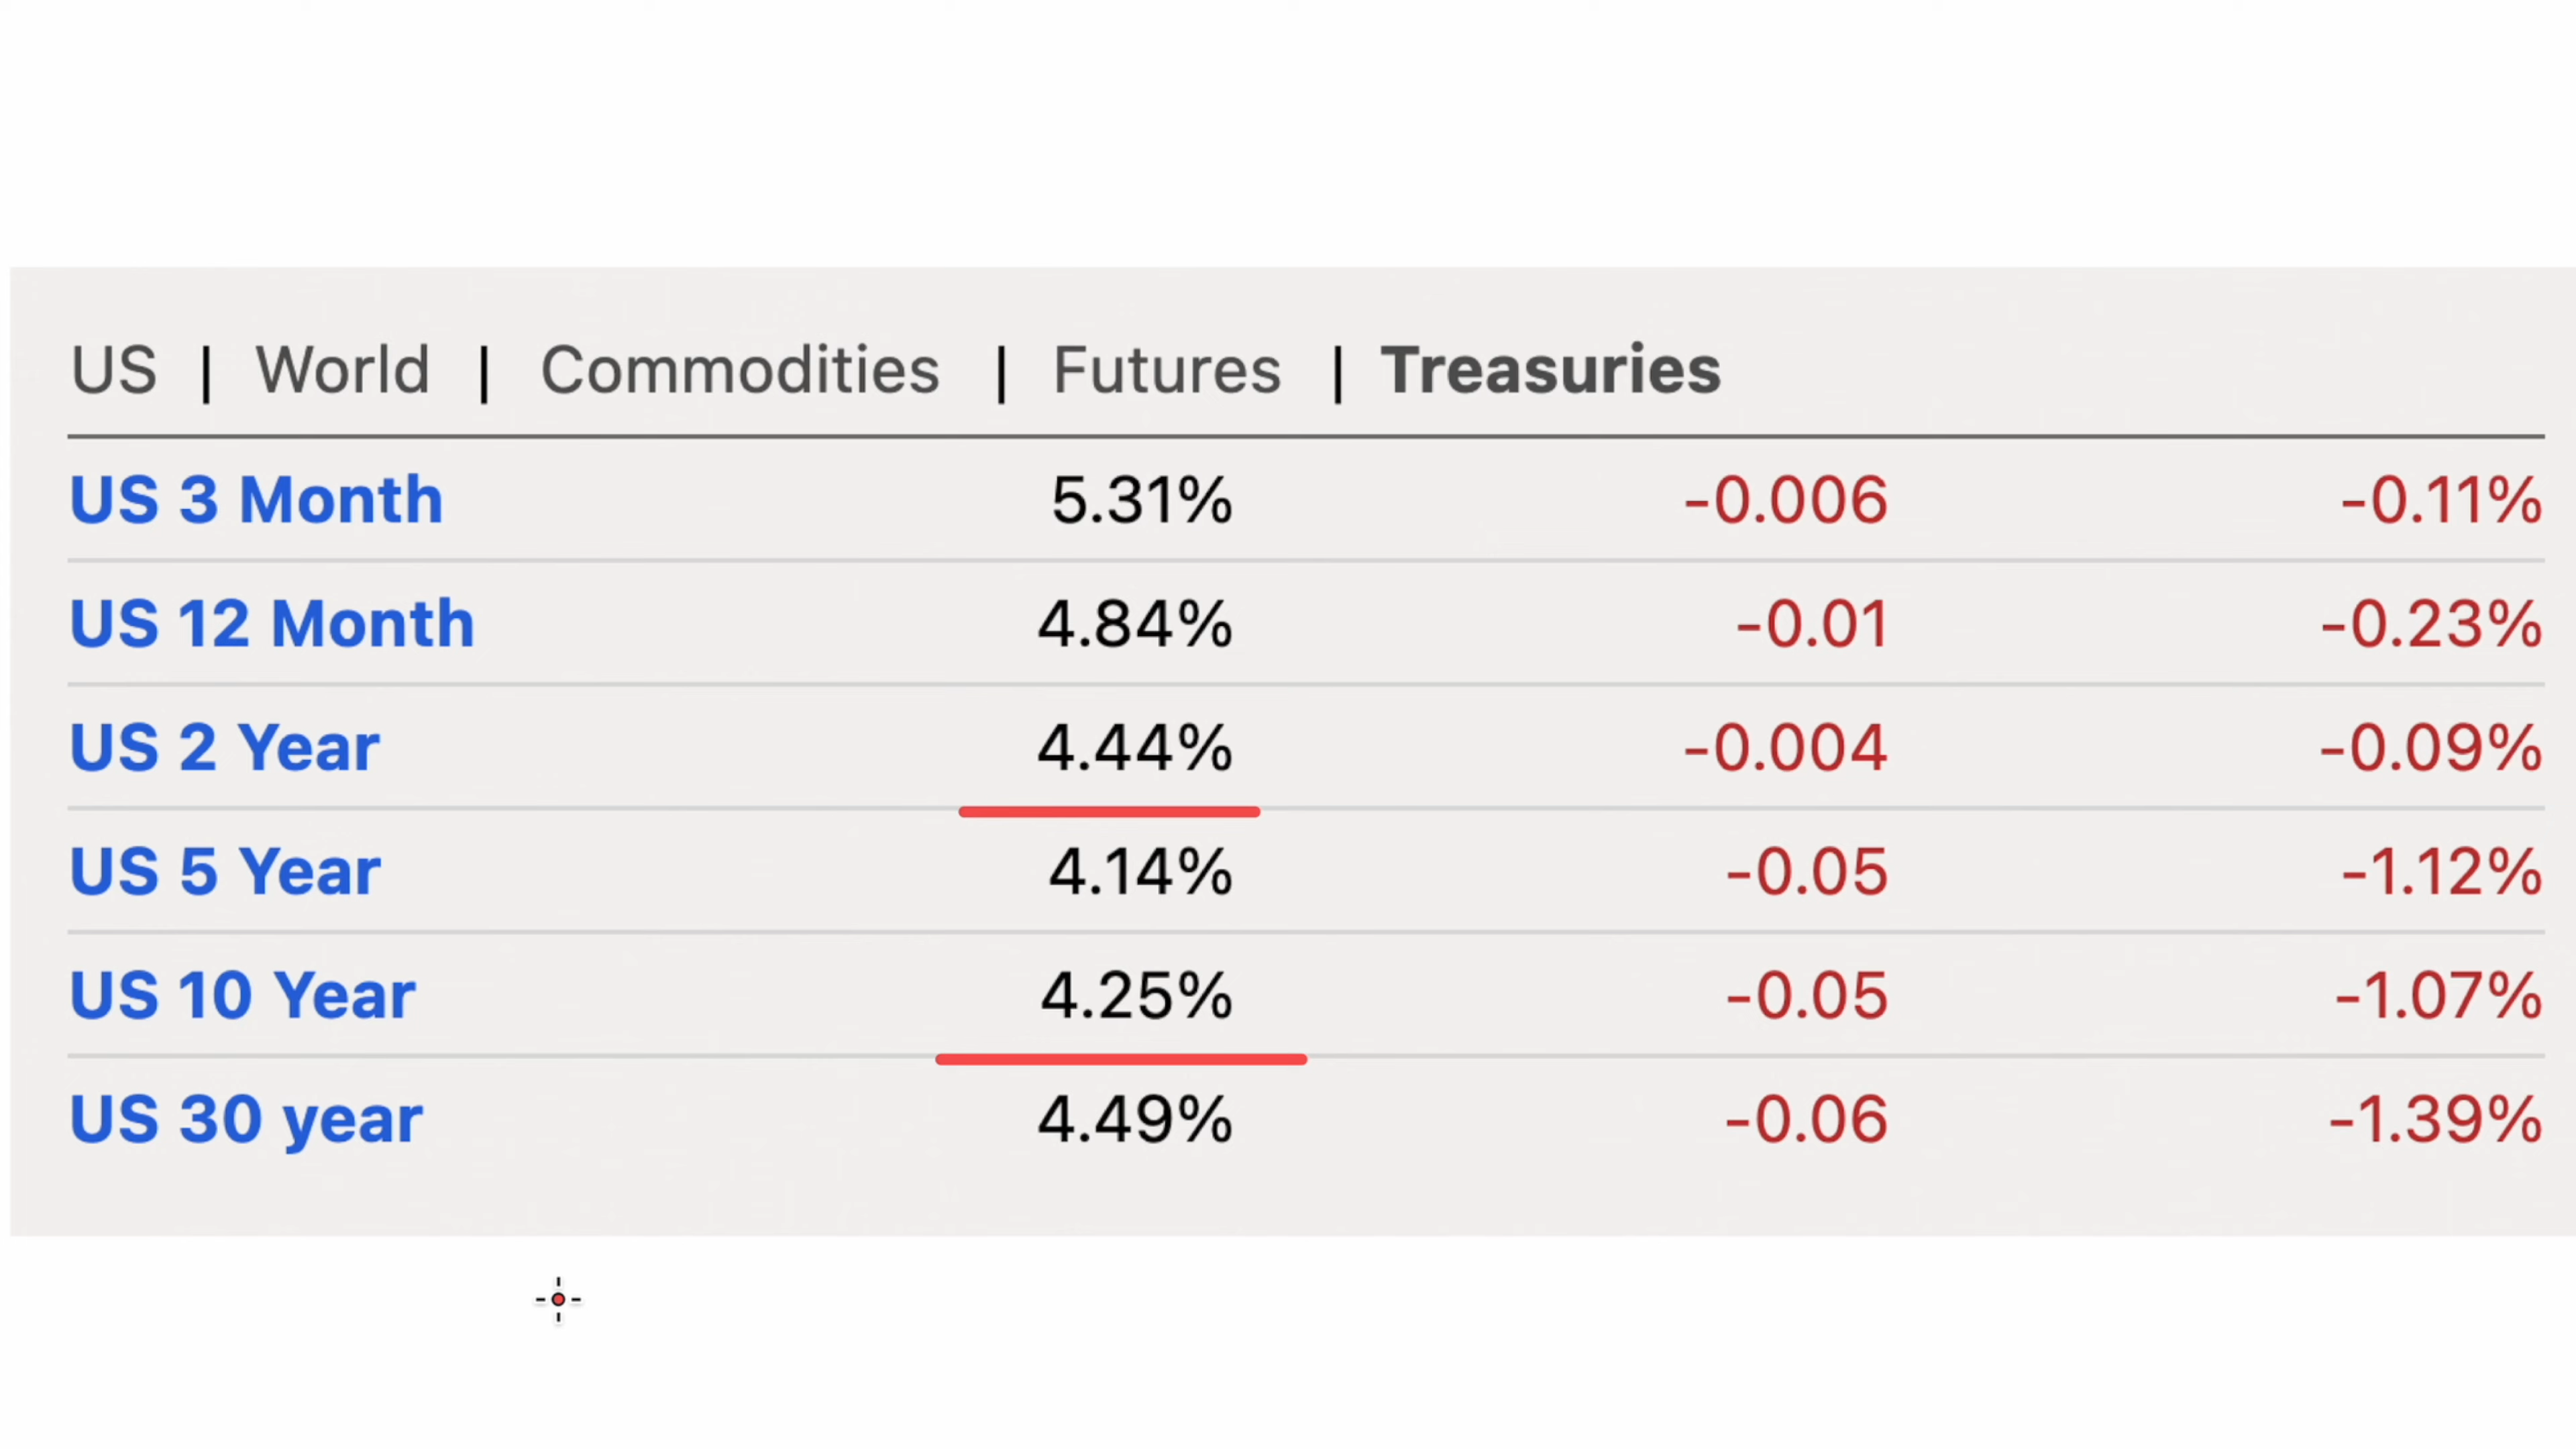 US | World | Commodities | Futures | Treasuries
US 3 Month 5.31% -0.006 -0.11%
US 12 Month 4.84% -0.01 -0.23%
US 2 Year 4.44% -0.004 -0.09%
US 5 Year 4.14% -0.05 -1.12%
US 10 Year 4.25% -0.05 -1.07%
US 30 year 4.49% -0.06 -1.39%